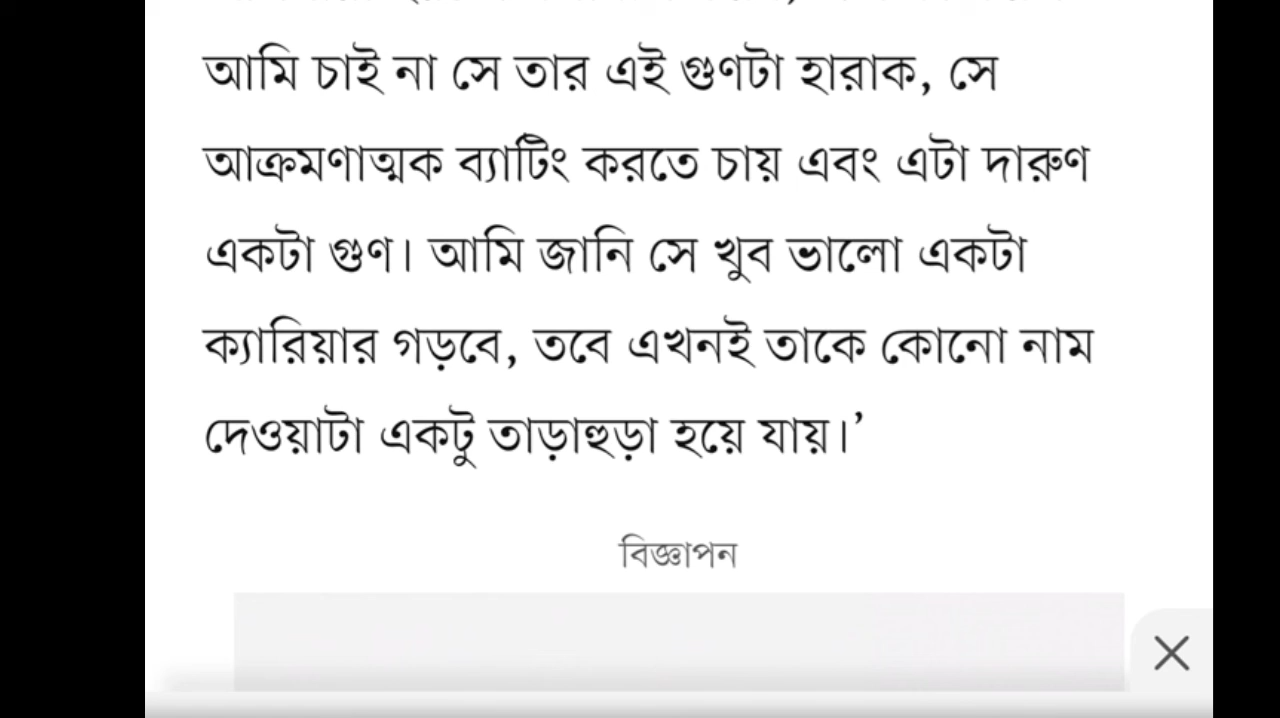 আমি চাই না সে তার এই গুণটা হারাক, সে
আক্রমণাত্মক ব্যাটিং করতে চায় এবং এটা দারুণ
একটা গুণ। আমি জানি সে খুব ভালো একটা
ক্যারিয়ার গড়বে, তবে এখনই তাকে কোনো নাম
দেওয়াটা একটু তাড়াহুড়া হয়ে যায়।’
বিজ্ঞাপন